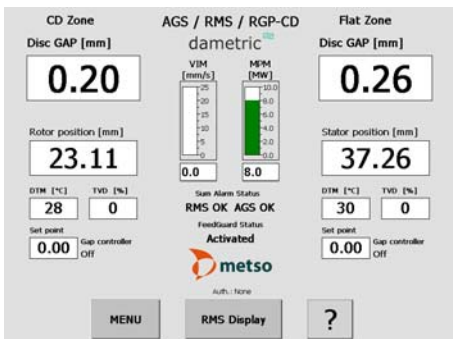 CD Zone
AGS / RMS / RGP-CD
Flat Zone
Disc GAP [mm]
dametric
Disc GAP [mm]
0.20
0.26
VIM
[mm/s]
MPM
[MW]
25
20
15
10
5
0
10.0
8.0
6.0
4.0
2.0
0.0
Rotor position [mm]
Stator position [mm]
23.11
37.26
0.0
8.0
DTM [°C]
TVD [%]
28
0
Sum Alarm Status
RMS OK AGS OK
DTM [°C]
TVD [%]
30
0
FeedGuard Status
Activated
Set point
0.00
Gap controller
Off
Set point
0.00
Gap controller
Off
metso
Auth.: None
MENU
RMS Display
?